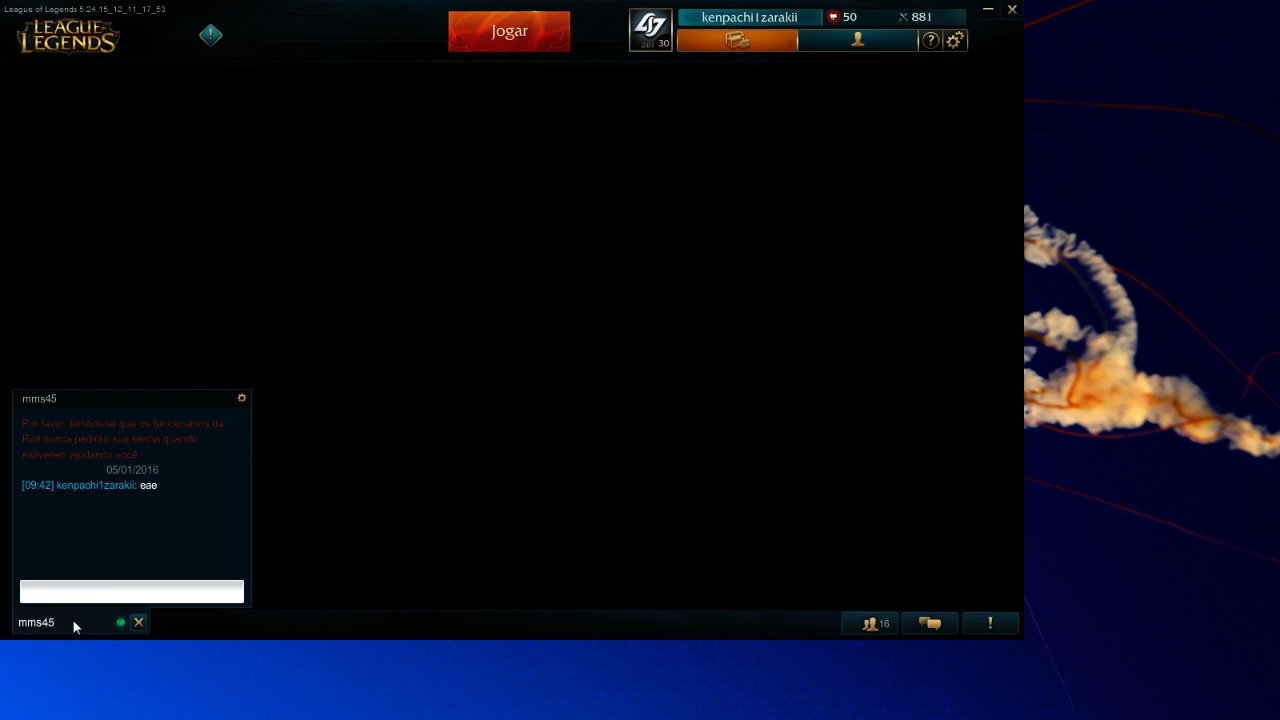 League of Legends 5.24.15_12_11_17_53
LEAGUE OF LEGENDS
Jogar
30
kenpachi1zarakii
50
881
?
mms45
Por favor, lembre-se que os funcionários da
Riot nunca pedirão sua senha quando
estiverem ajudando você.
05/01/2016
[09:42] kenpachi1zarakii: eae
mms45
16
!